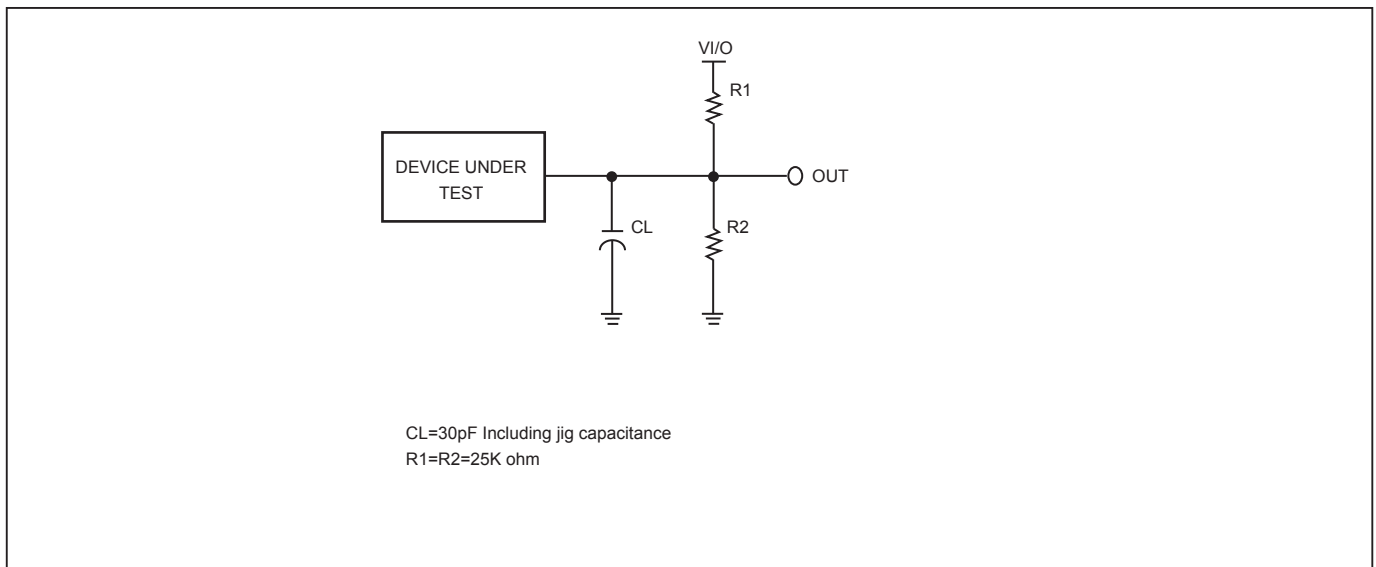 VI/O
R1
DEVICE UNDER
TEST
OUT
CL
R2
CL=30pF Including jig capacitance
R1=R2=25K ohm